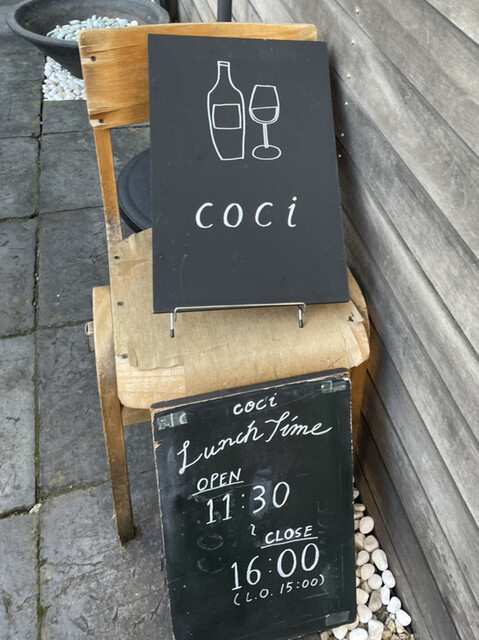 coci
coci
Lunch Time
OPEN
11:30
~
CLOSE
16:00
(L.O. 15:00)